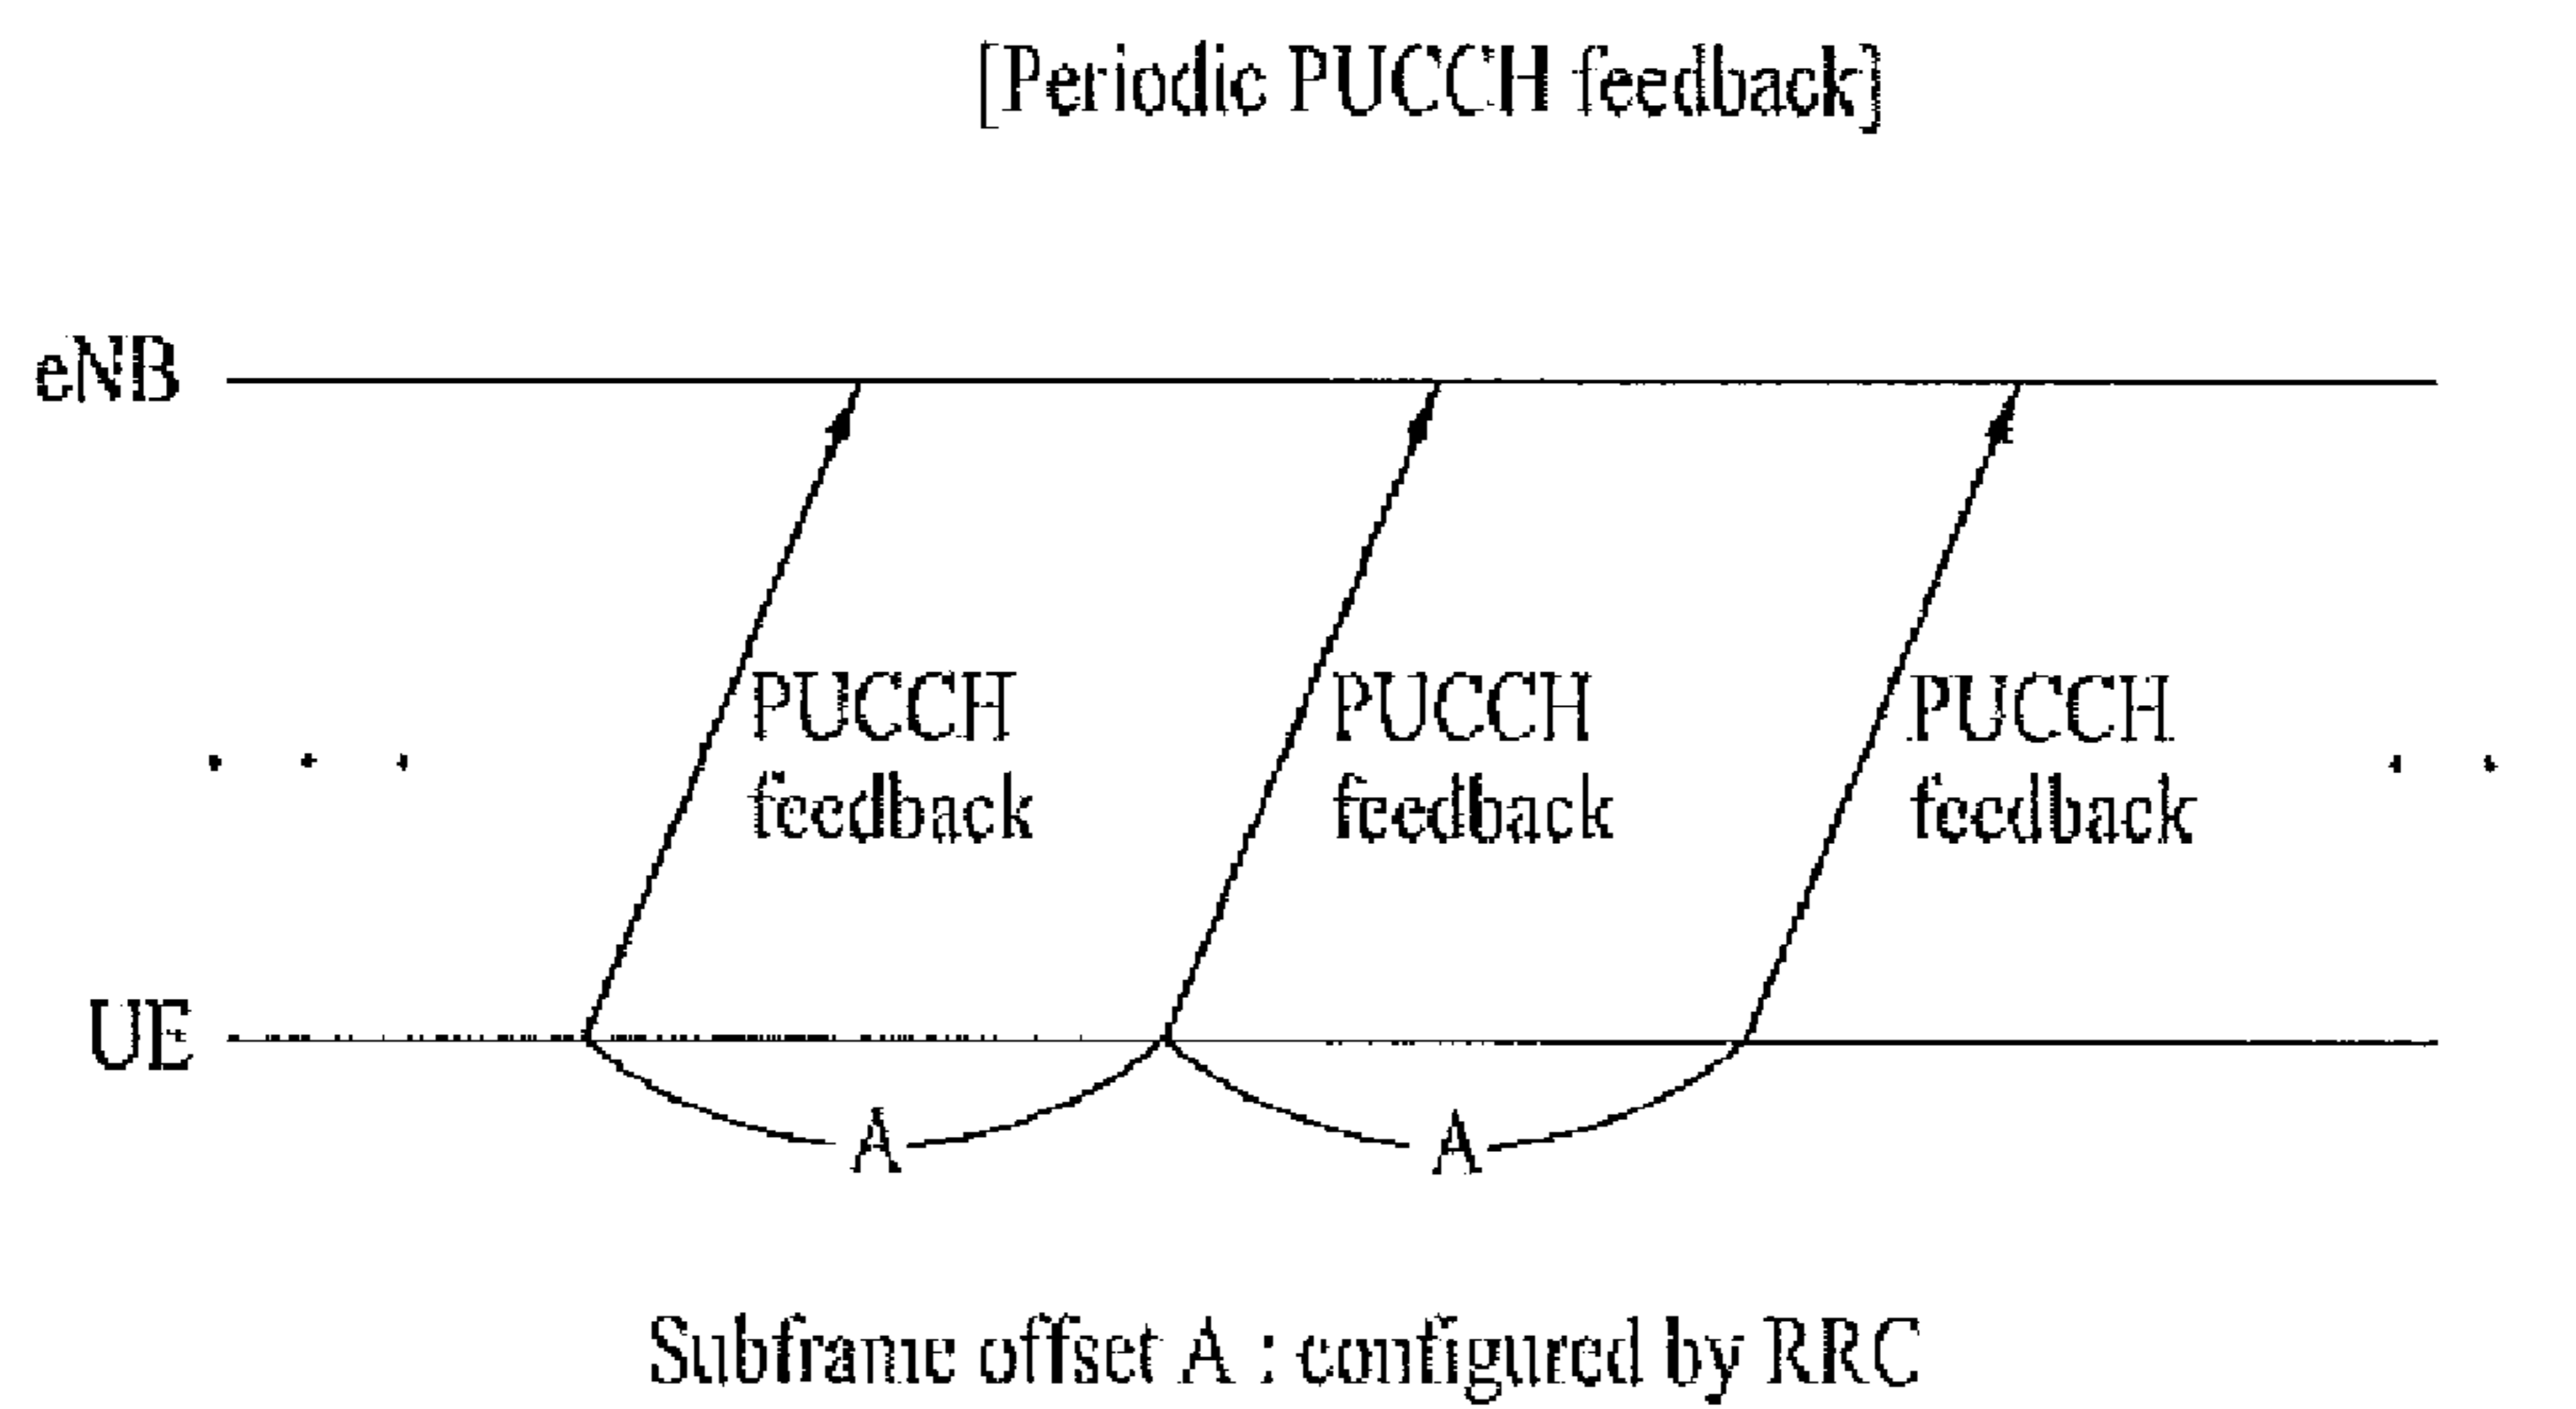 [Periodic PUCCH feedback]
eNB
PUCCH
feedback
PUCCH
feedback
PUCCH
feedback
UE
A
A
Subframe offset A : configured by RRC